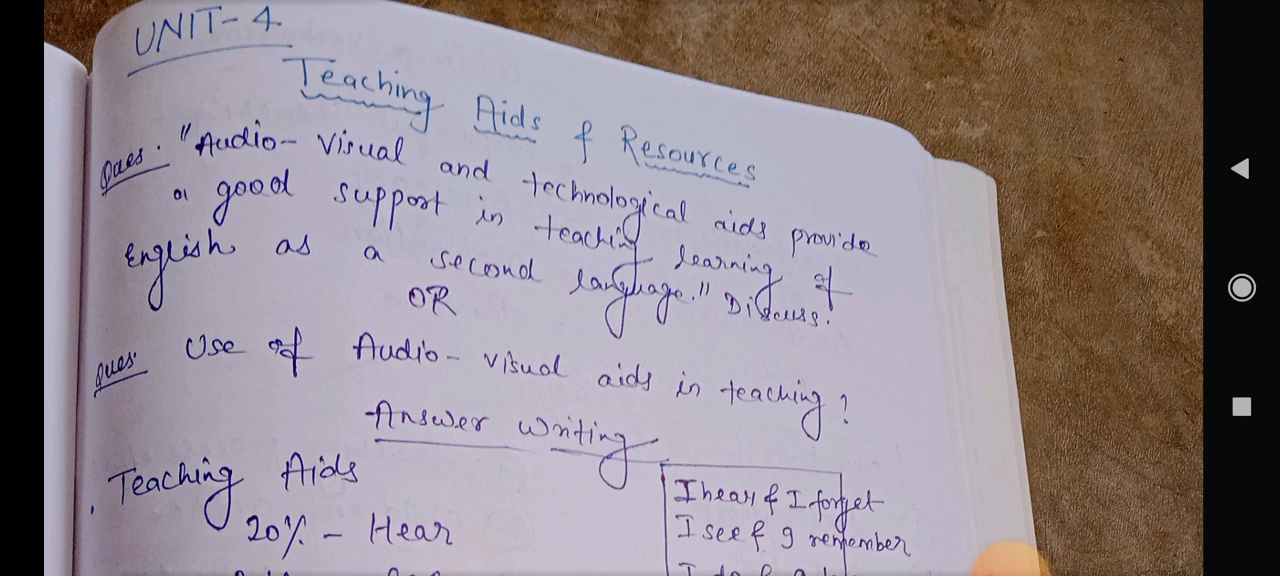 UNIT-4
Teaching Aids & Resources
Ques. "Audio-Visual and technological aids provide
a good support in teaching learning of
English as a second language." Discuss.
OR
Ques. Use of Audio-visual aids in teaching?
Answer Writing
Teaching Aids
20% - Hear
I hear & I forget
I see & I remember